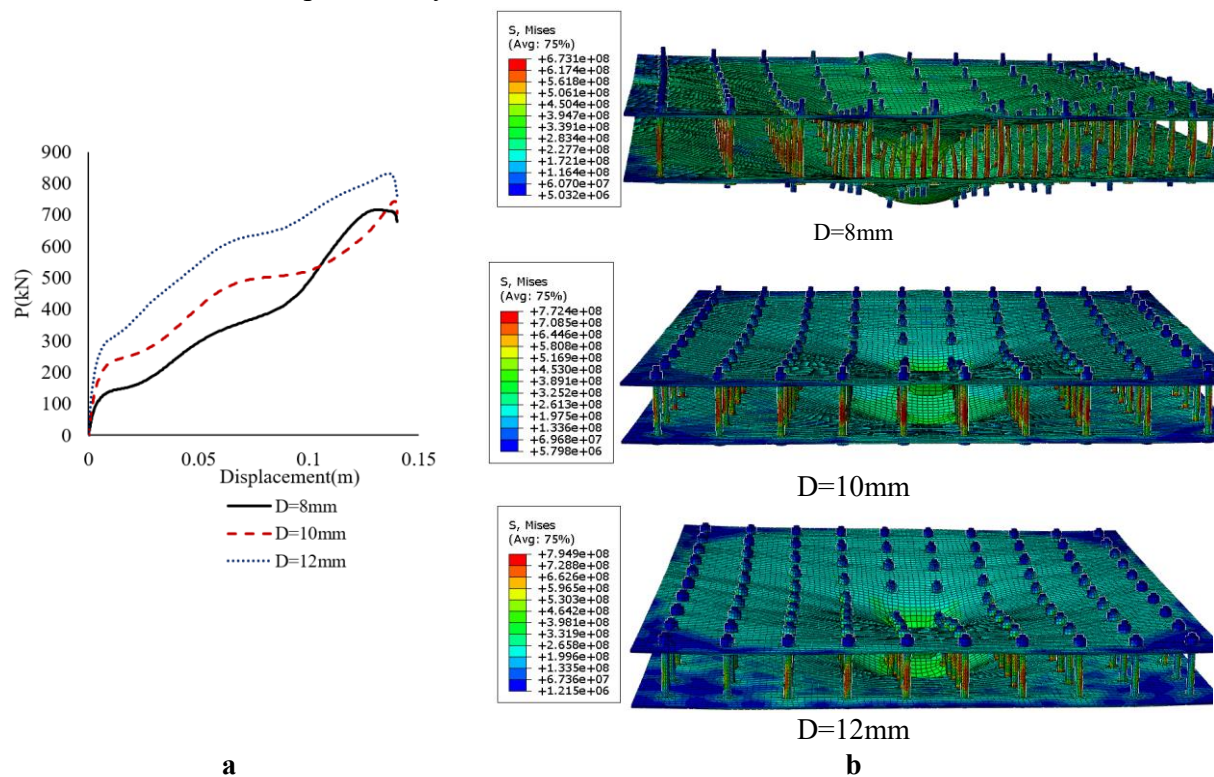 S, Mises
(Avg: 75%)
+6.731e+08
+6.174e+08
+5.618e+08
+5.061e+08
+4.504e+08
+3.947e+08
+3.391e+08
+2.834e+08
+2.277e+08
+1.721e+08
+1.164e+08
+6.070e+07
+5.032e+06
D=8mm
P(kN)
900
800
700
600
500
400
300
200
100
0
0
0.05
0.1
0.15
Displacement(m)
D=8mm
D=10mm
D=12mm
S, Mises
(Avg: 75%)
+7.724e+08
+7.085e+08
+6.446e+08
+5.808e+08
+5.169e+08
+4.530e+08
+3.891e+08
+3.252e+08
+2.613e+08
+1.975e+08
+1.336e+08
+6.968e+07
+5.798e+06
D=10mm
S, Mises
(Avg: 75%)
+7.949e+08
+7.288e+08
+6.626e+08
+5.965e+08
+5.303e+08
+4.642e+08
+3.981e+08
+3.319e+08
+2.658e+08
+1.996e+08
+1.335e+08
+6.736e+07
+1.215e+06
D=12mm
a
b